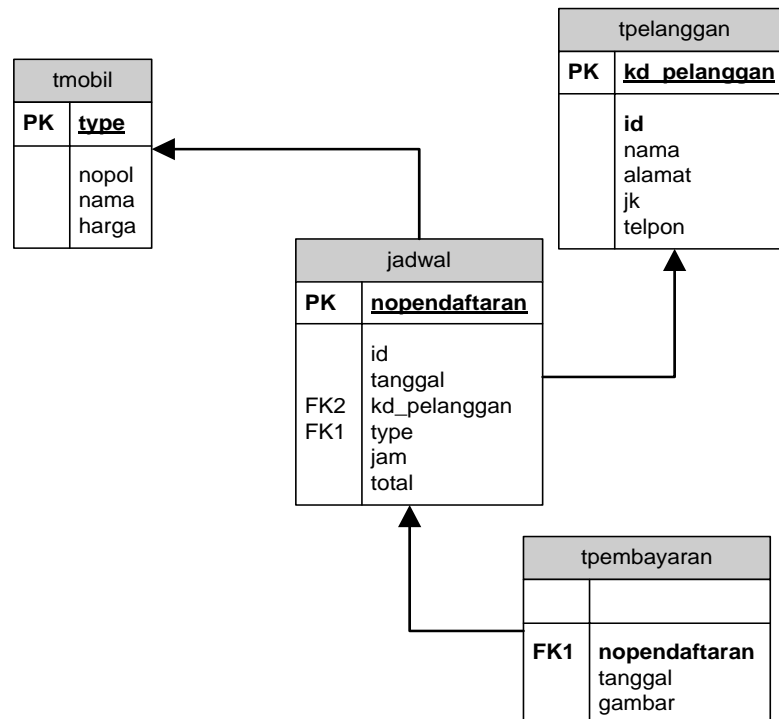 tmobil
PK type
nopol
nama
harga
tpelanggan
PK kd_pelanggan
id
nama
alamat
jk
telpon
jadwal
PK nopendaftaran
id
tanggal
FK2 kd_pelanggan
FK1 type
jam
total
tpembayaran
FK1 nopendaftaran
tanggal
gambar